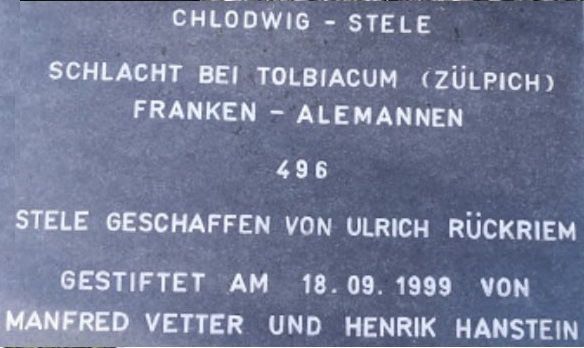 CHLODWIG - STELE
SCHLACHT BEI TOLBIACUM (ZÜLPICH)
FRANKEN - ALEMANNEN
496
STELE GESCHAFFEN VON ULRICH RÜCKRIEM
GESTIFTET AM 18.09.1999 VON
MANFRED VETTER UND HENRIK HANSTEIN